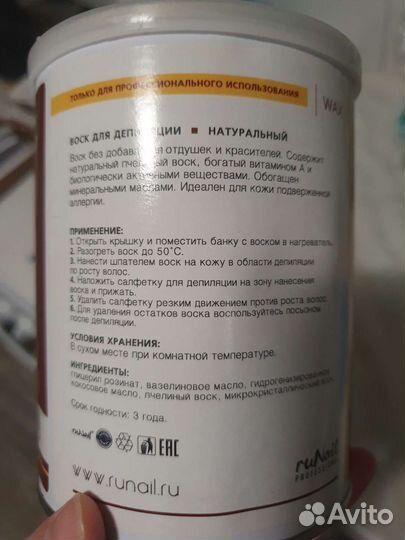 ТОЛЬКО ДЛЯ ПРОФЕССИОНАЛЬНОГО ИСПОЛЬЗОВАНИЯ
WAX
ВОСК ДЛЯ ДЕПИЛЯЦИИ ■ НАТУРАЛЬНЫЙ
Воск без добавления отдушек и красителей. Содержит
натуральный пчелиный воск, богатый витамином А и
биологически активными веществами. Обогащен
минеральными маслами. Идеален для кожи подверженной
аллергии.
ПРИМЕНЕНИЕ:
1. Открыть крышку и поместить банку с воском в нагреватель.
2. Разогреть воск до 50°С.
3. Нанести шпателем воск на кожу в области депиляции
по росту волос.
4. Наложить салфетку для депиляции на зону нанесения
воска и прижать.
5. Удалить салфетку резким движением против роста волос.
6. Для удаления остатков воска воспользуйтесь лосьоном
после депиляции.
УСЛОВИЯ ХРАНЕНИЯ:
В сухом месте при комнатной температуре.
ИНГРЕДИЕНТЫ:
глицерил розинат, вазелиновое масло, гидрогенизированное
кокосовое масло, пчелиный воск, микрокристаллический воск.
Срок годности: 3 года.
ruNail
EAC
ruNail
PROFESSIONAL
www.runail.ru
Avito